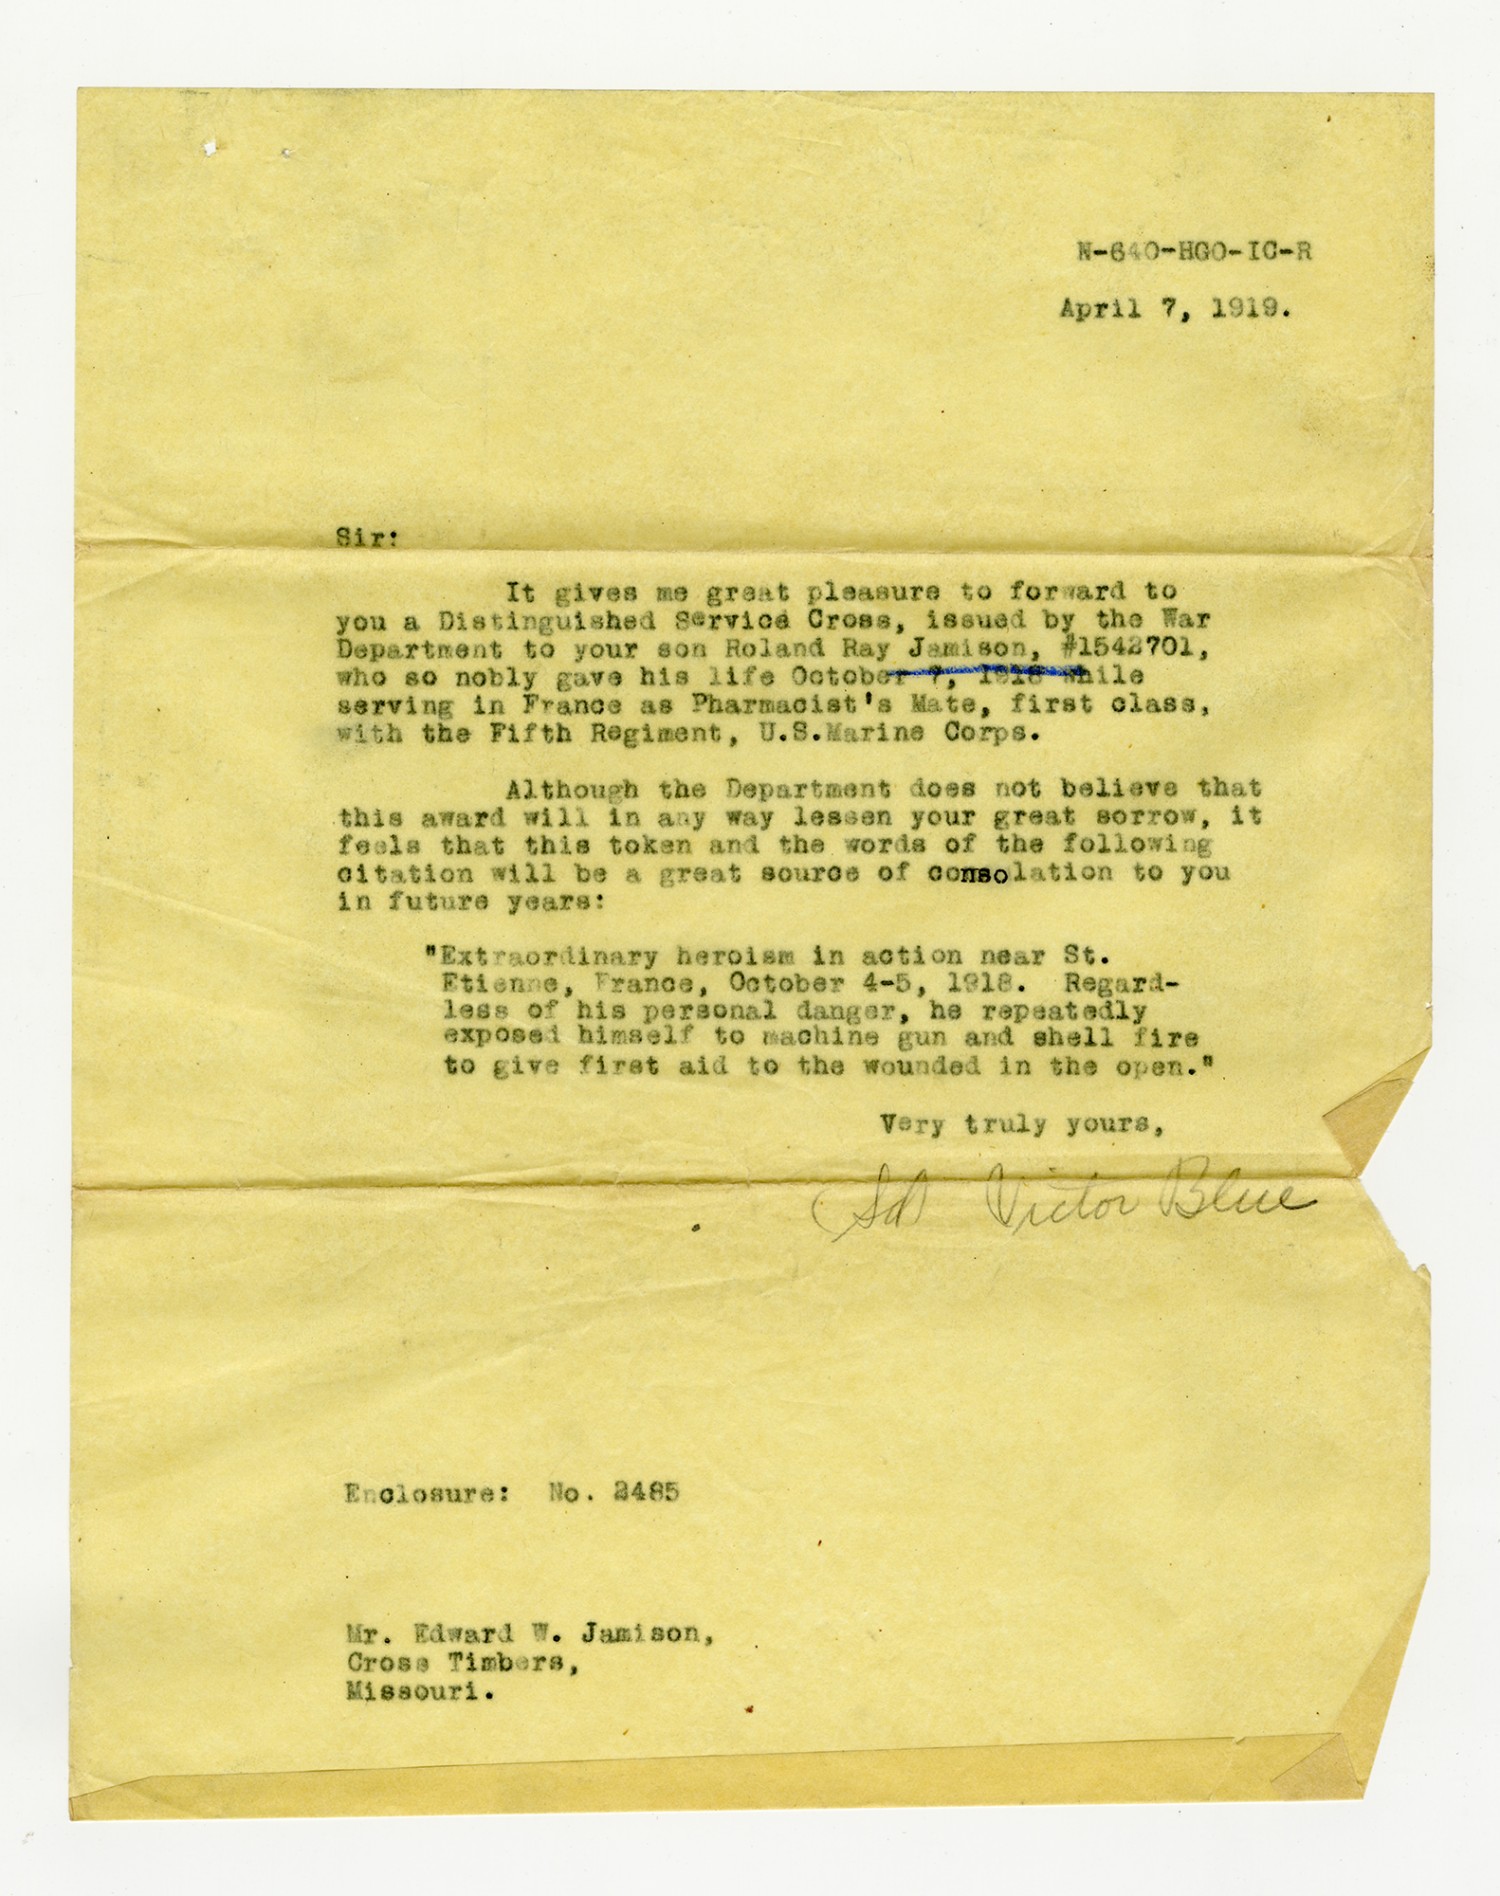 N-640-HGO-IC-R
April 7, 1919.
Sir:
It gives me great pleasure to forward to
you a Distinguished Service Cross, issued by the War
Department to your son Roland Ray Jamison, #1542701,
who so nobly gave his life October 7, 1918 while
serving in France as Pharmacist's Mate, first class,
with the Fifth Regiment, U.S.Marine Corps.
Although the Department does not believe that
this award will in any way lessen your great sorrow, it
feels that this token and the words of the following
citation will be a great source of consolation to you
in future years:
"Extraordinary heroism in action near St.
Etienne, France, October 4-5, 1918. Regard-
less of his personal danger, he repeatedly
exposed himself to machine gun and shell fire
to give first aid to the wounded in the open."
Very truly yours,
(Sd) Victor Blue
Enclosure: No. 2485
Mr. Edward W. Jamison,
Cross Timbers,
Missouri.